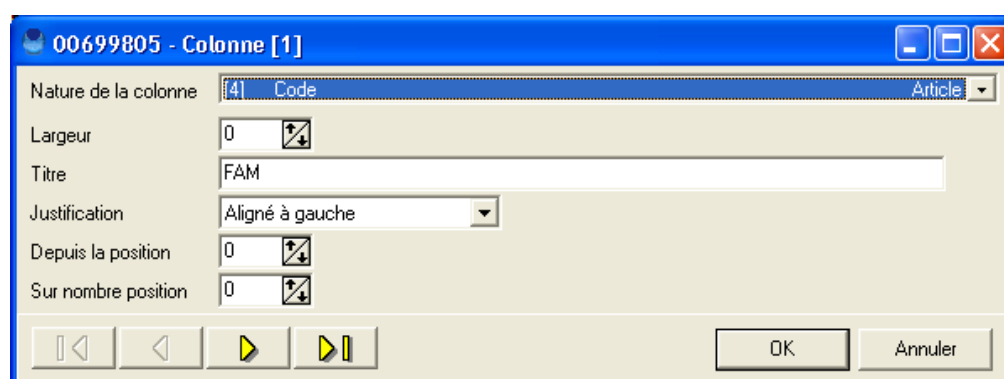 00699805 - Colonne [1]
Nature de la colonne [4] Code Article
Largeur 0
Titre FAM
Justification Aligné à gauche
Depuis la position 0
Sur nombre position 0
OK Annuler